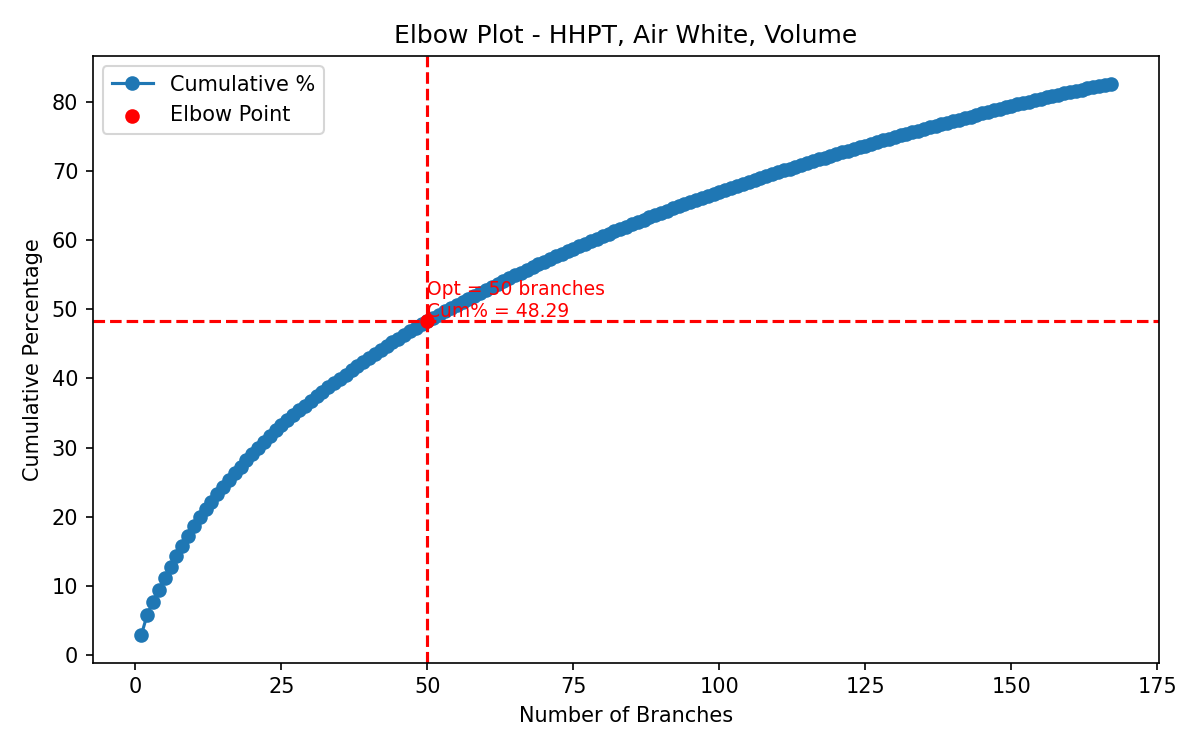 Elbow Plot - HHPT, Air White, Volume
Cumulative %
Elbow Point
Opt = 50 branches
Cum% = 48.29
Cumulative Percentage
80
70
60
50
40
30
20
10
0
0 25 50 75 100 125 150 175
Number of Branches